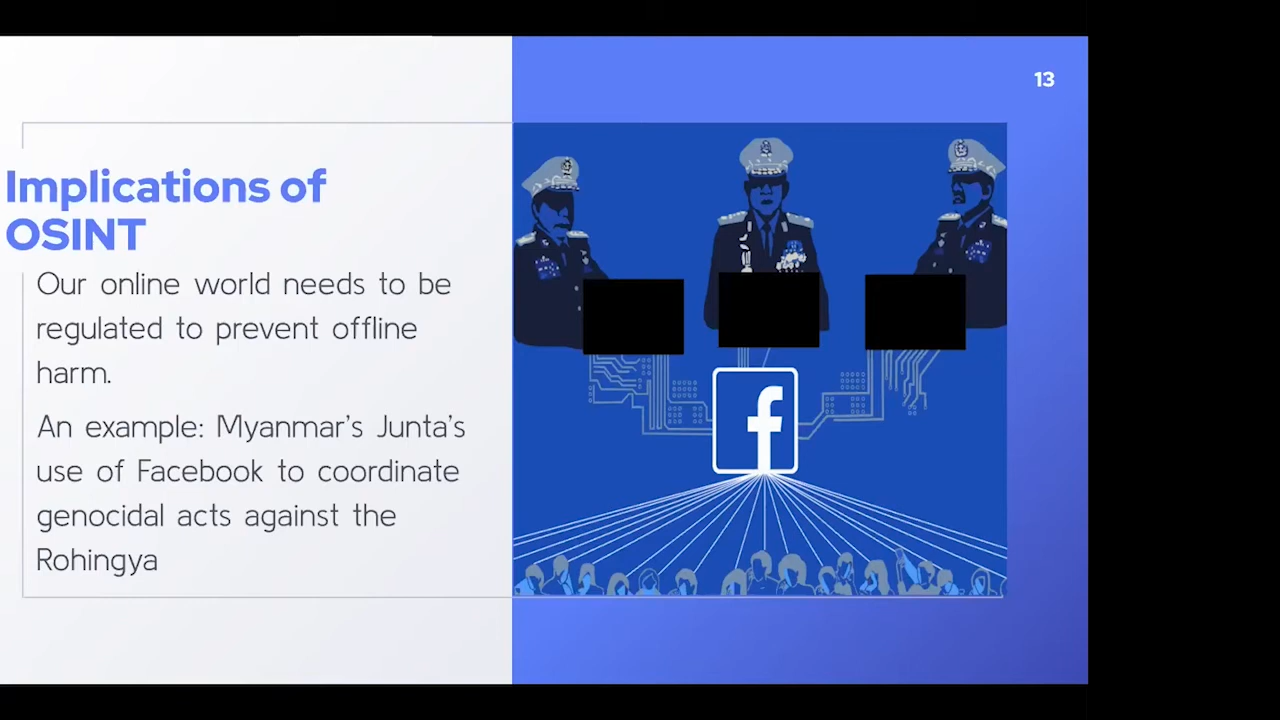 13
Implications of
OSINT
Our online world needs to be
regulated to prevent offline
harm.
An example: Myanmar's Junta's
use of Facebook to coordinate
genocidal acts against the
Rohingya
f